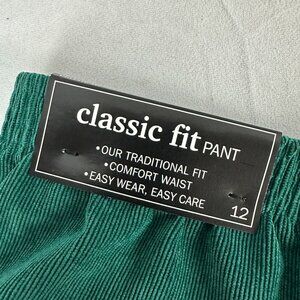 classic fit PANT
•OUR TRADITIONAL FIT
•COMFORT WAIST
•EASY WEAR, EASY CARE
12